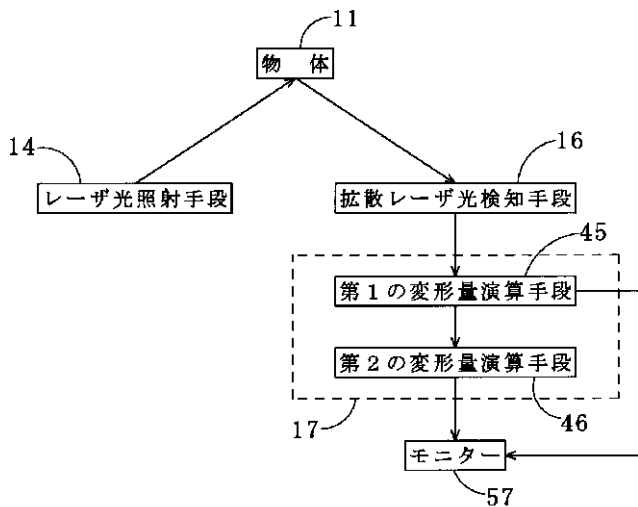 11
物 体
14
16
レーザ光照射手段
拡散レーザ光検知手段
45
第1の変形量演算手段
第2の変形量演算手段
17
46
モニター
57